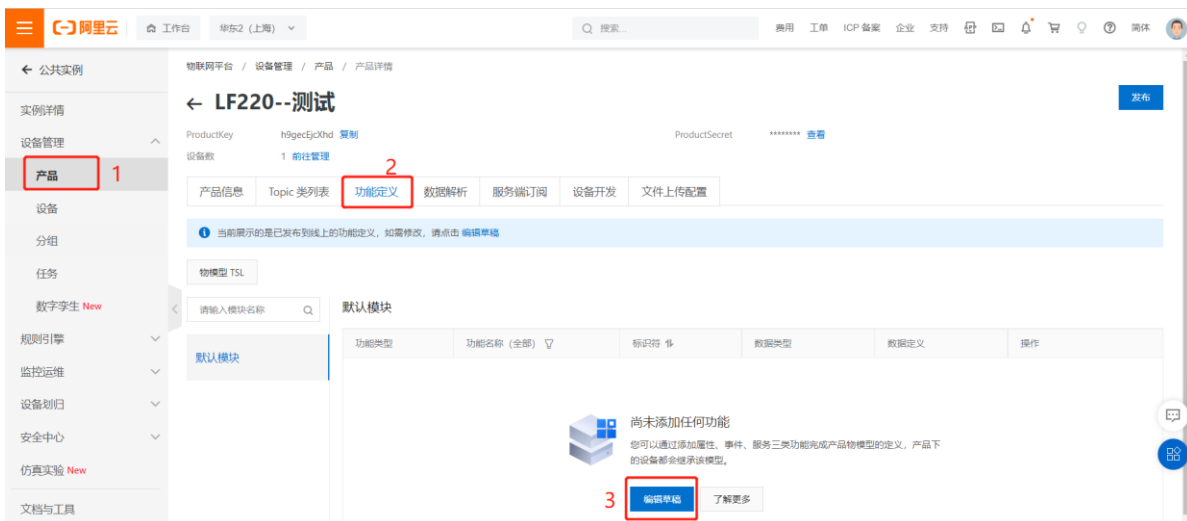 阿里云 工作台 华东2（上海） 搜索... 费用 工单 ICP 备案 企业 支持 简体
公共实例
物联网平台 / 设备管理 / 产品 / 产品详情
← LF220--测试
发布
实例详情
设备管理
产品
1
设备
分组
任务
数字孪生 New
规则引擎
监控运维
设备划归
安全中心
仿真实验 New
文档与工具
ProductKey h9gecEjcXhd 复制 ProductSecret ******** 查看
设备数 1 前往管理
2
产品信息 Topic 类列表 功能定义 数据解析 服务端订阅 设备开发 文件上传配置
当前展示的是已发布到线上的功能定义，如需修改，请点击 编辑草稿
物模型 TSL
请输入模块名称
默认模块
默认模块
功能类型 功能名称（全部） 标识符 数据类型 数据定义 操作
尚未添加任何功能
您可以通过添加属性、事件、服务三类功能完成产品物模型的定义，产品下
的设备都会继承该模型。
3 编辑草稿 了解更多